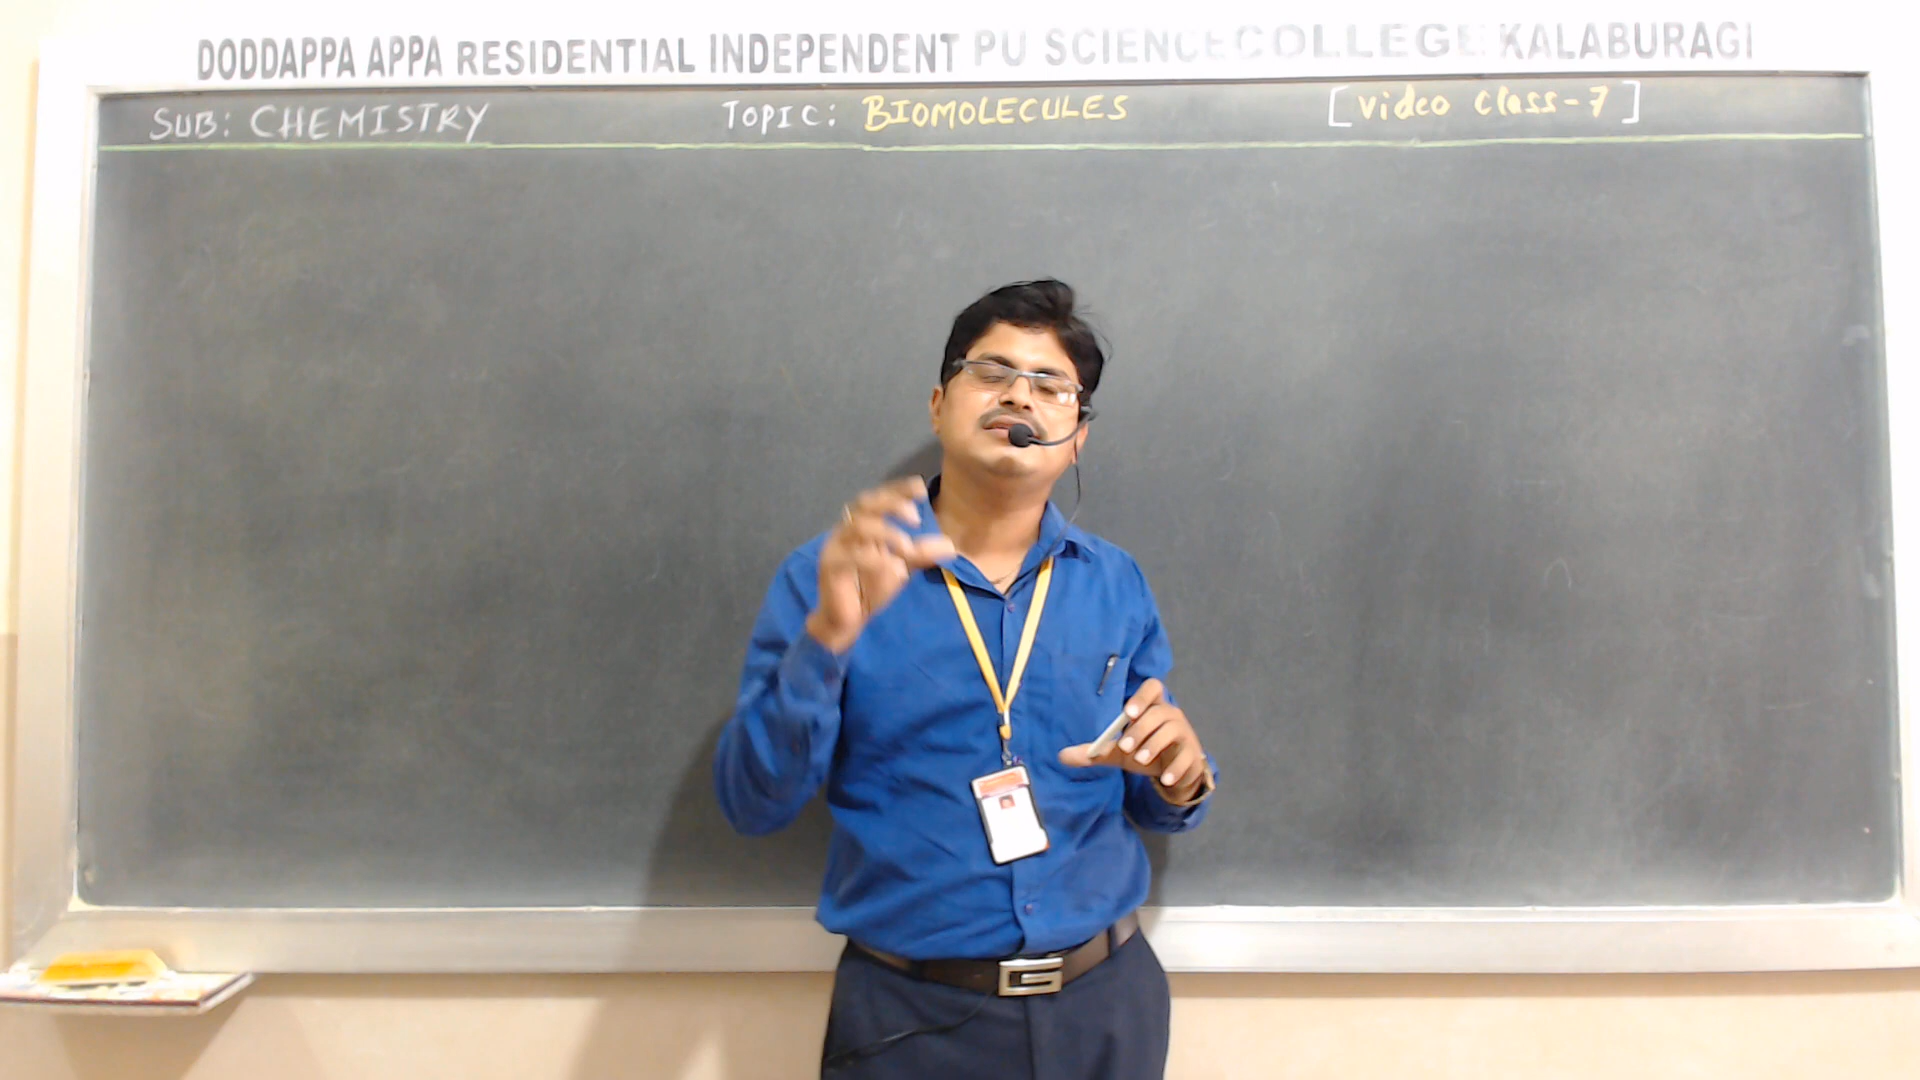 DODDAPPA APPA RESIDENTIAL INDEPENDENT PU SCIENCE COLLEGE KALABURAGI
SUB: CHEMISTRY TOPIC: BIOMOLECULES [Video Class-7]